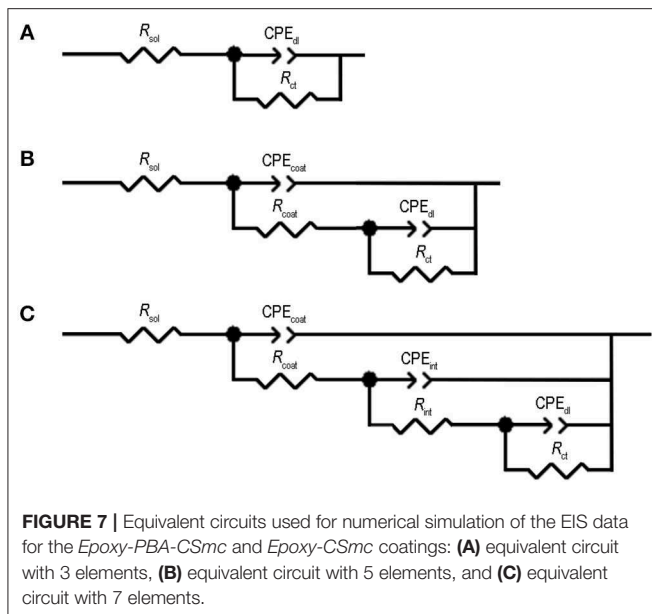 A
R_sol
CPE_dl
R_ct
B
R_sol
CPE_coat
R_coat
CPE_dl
R_ct
C
R_sol
CPE_coat
R_coat
CPE_int
R_int
CPE_dl
R_ct
FIGURE 7 | Equivalent circuits used for numerical simulation of the EIS data
for the Epoxy-PBA-CSmc and Epoxy-CSmc coatings: (A) equivalent circuit
with 3 elements, (B) equivalent circuit with 5 elements, and (C) equivalent
circuit with 7 elements.